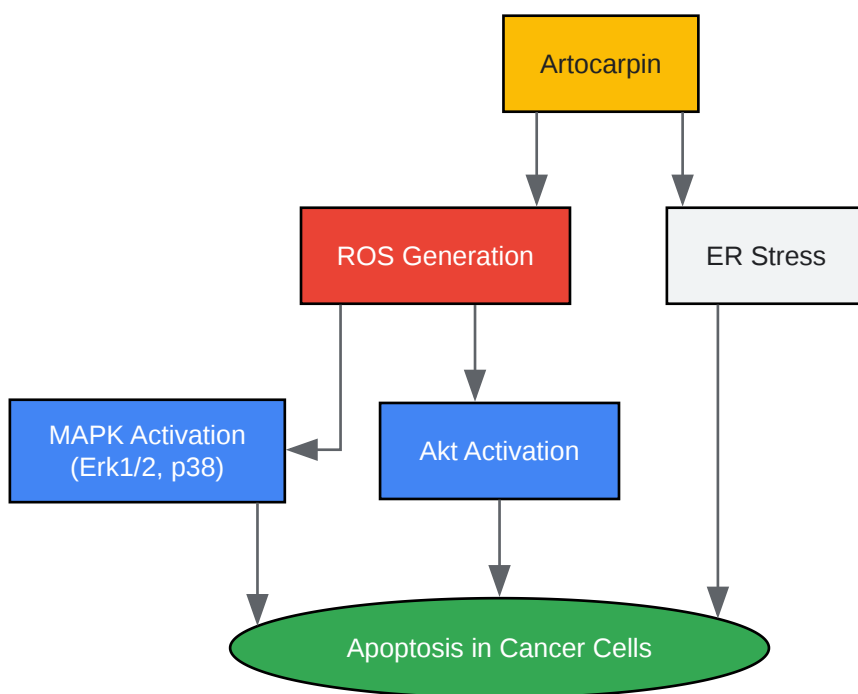 Artocarpin
ROS Generation
ER Stress
MAPK Activation
(Erk1/2, p38)
Akt Activation
Apoptosis in Cancer Cells